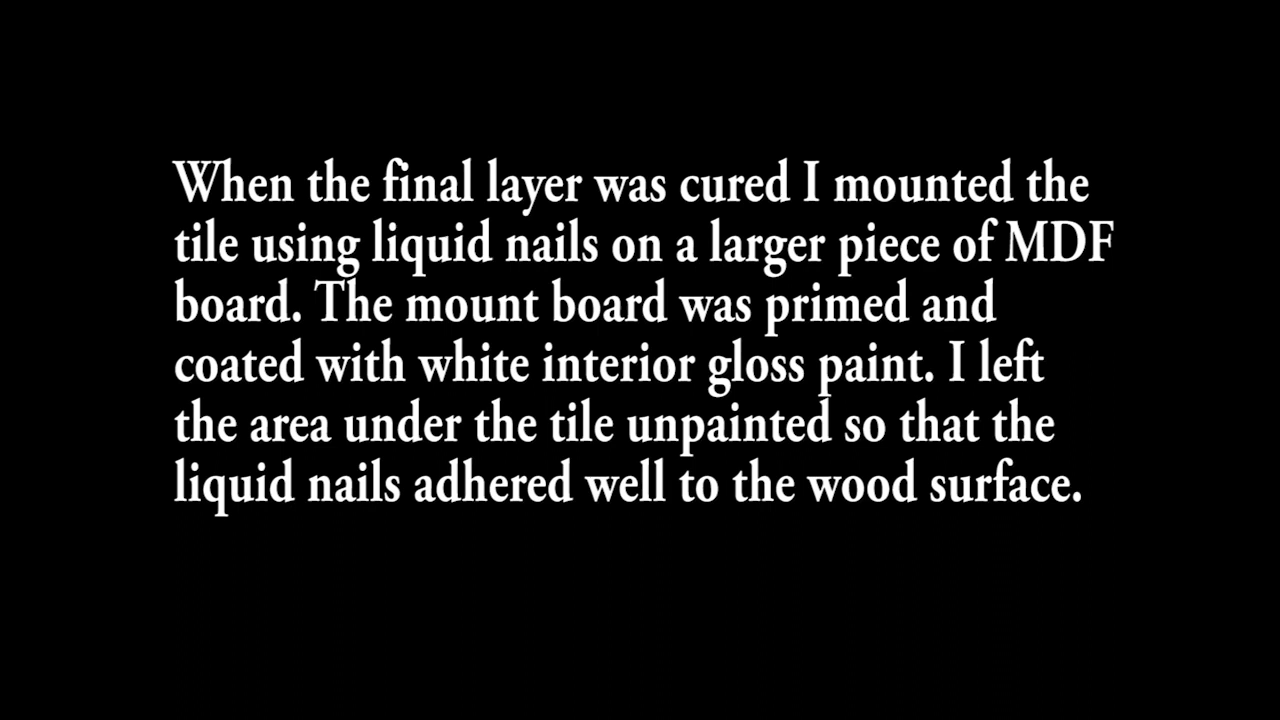 When the final layer was cured I mounted the
tile using liquid nails on a larger piece of MDF
board. The mount board was primed and
coated with white interior gloss paint. I left
the area under the tile unpainted so that the
liquid nails adhered well to the wood surface.